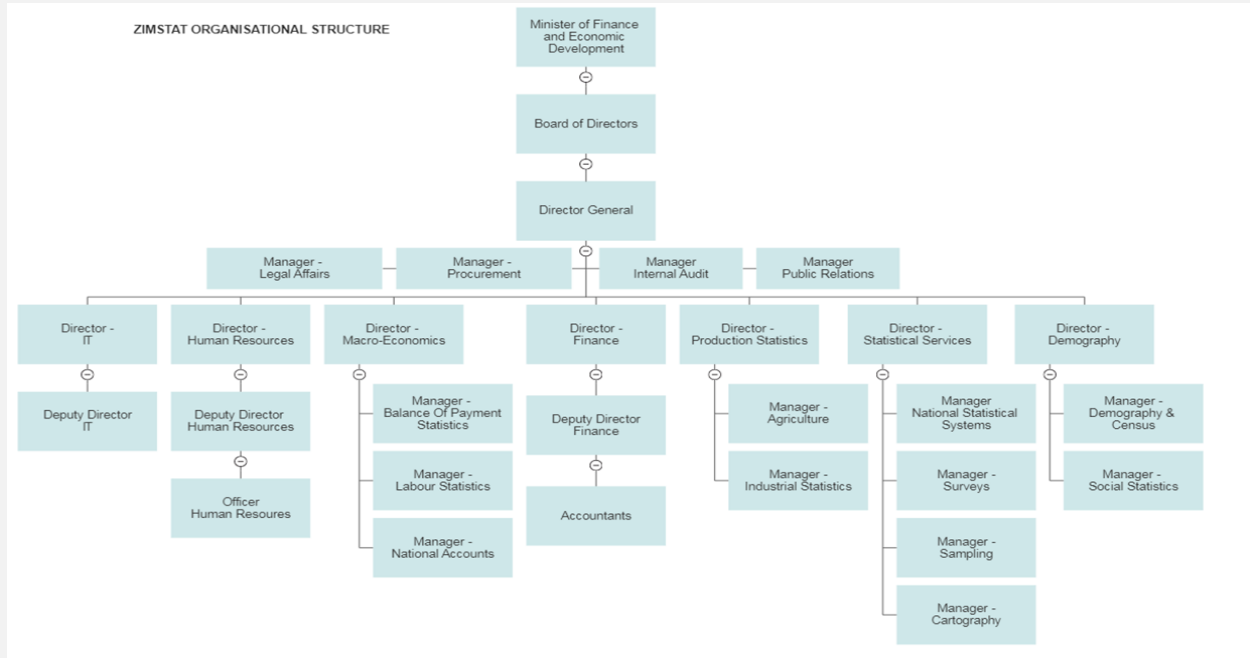 ZIMSTAT ORGANISATIONAL STRUCTURE
Minister of Finance
and Economic
Development
Board of Directors
Director General
Manager -
Legal Affairs
Manager -
Procurement
Manager
Internal Audit
Manager
Public Relations
Director -
IT
Director -
Human Resources
Director -
Macro-Economics
Director -
Finance
Director -
Production Statistics
Director -
Statistical Services
Director -
Demography
Deputy Director
IT
Deputy Director
Human Resources
Officer
Human Resoures
Manager -
Balance Of Payment
Statistics
Manager -
Labour Statistics
Manager -
National Accounts
Deputy Director
Finance
Accountants
Manager -
Agriculture
Manager -
Industrial Statistics
Manager
National Statistical
Systems
Manager -
Surveys
Manager -
Sampling
Manager -
Cartography
Manager -
Demography &
Census
Manager -
Social Statistics